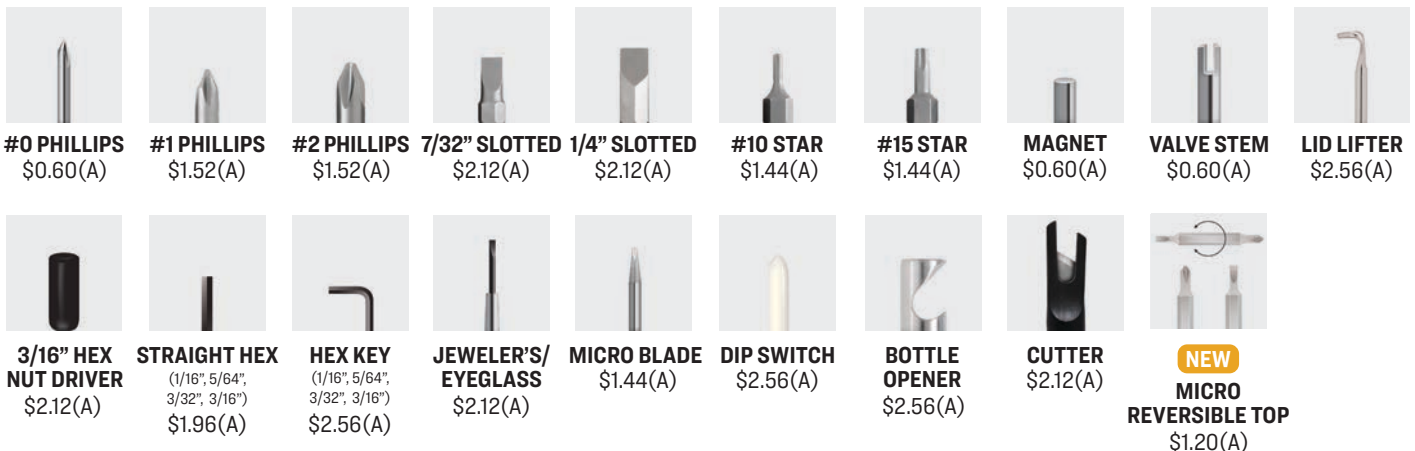 #0 PHILLIPS
$0.60(A)
#1 PHILLIPS
$1.52(A)
#2 PHILLIPS
$1.52(A)
7/32” SLOTTED
$2.12(A)
1/4” SLOTTED
$2.12(A)
#10 STAR
$1.44(A)
#15 STAR
$1.44(A)
MAGNET
$0.60(A)
VALVE STEM
$0.60(A)
LID LIFTER
$2.56(A)
3/16” HEX
NUT DRIVER
$2.12(A)
STRAIGHT HEX
(1/16”, 5/64”,
3/32”, 3/16”)
$1.96(A)
HEX KEY
(1/16”, 5/64”,
3/32”, 3/16”)
$2.56(A)
JEWELER’S/
EYEGLASS
$2.12(A)
MICRO BLADE
$1.44(A)
DIP SWITCH
$2.56(A)
BOTTLE
OPENER
$2.56(A)
CUTTER
$2.12(A)
NEW
MICRO
REVERSIBLE TOP
$1.20(A)